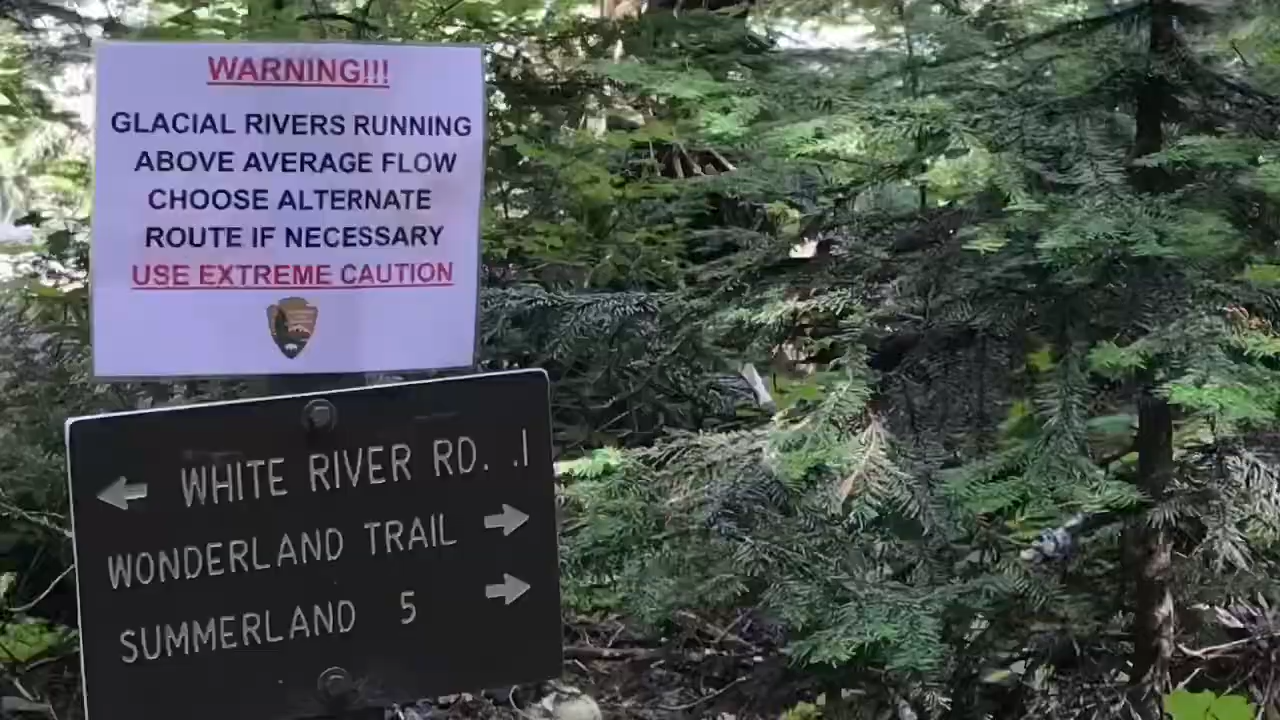 WARNING!!!
GLACIAL RIVERS RUNNING
ABOVE AVERAGE FLOW
CHOOSE ALTERNATE
ROUTE IF NECESSARY
USE EXTREME CAUTION
WHITE RIVER RD. .1
WONDERLAND TRAIL
SUMMERLAND 5